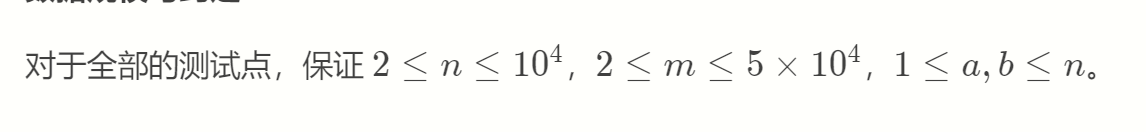 对于全部的测试点，保证 2 ≤ n ≤ 10⁴，2 ≤ m ≤ 5 × 10⁴，1 ≤ a, b ≤ n。